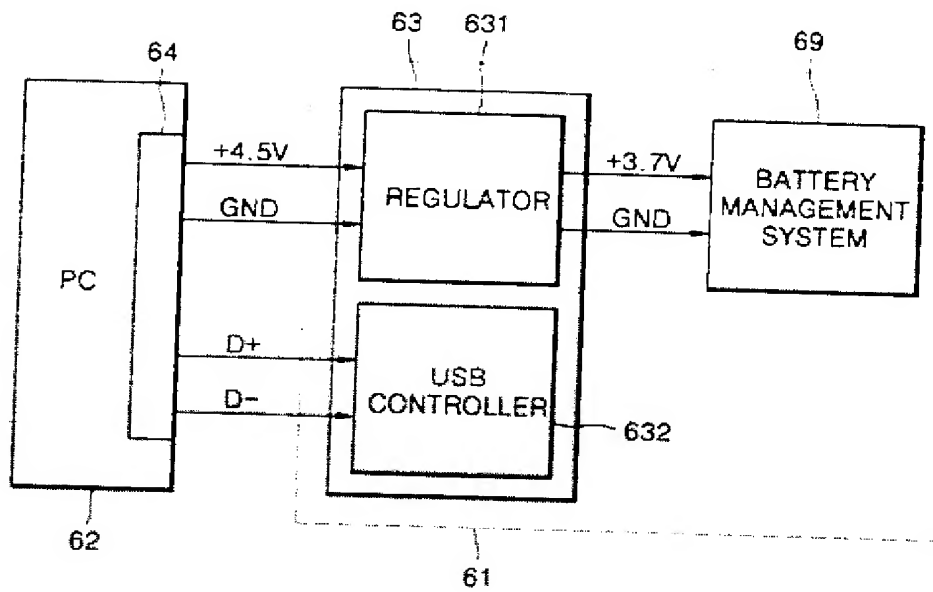 64
63
631
69
+4.5V
GND
REGULATOR
+3.7V
GND
BATTERY
MANAGEMENT
SYSTEM
PC
D+
D−
USB
CONTROLLER
632
62
61